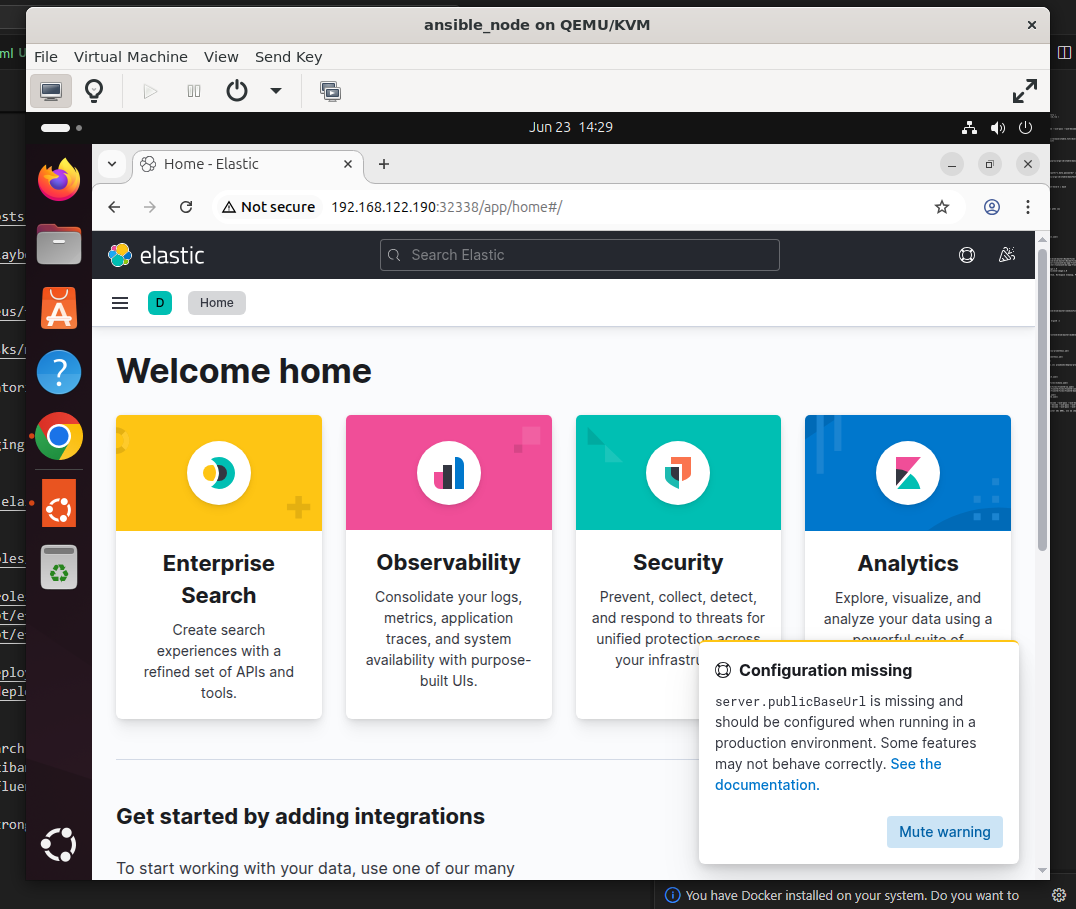 ansible_node on QEMU/KVM
File Virtual Machine View Send Key
Jun 23 14:29
Home - Elastic
Not secure 192.168.122.190:32338/app/home#/
elastic
Search Elastic
D Home
Welcome home
Enterprise
Search
Create search
experiences with a
refined set of APIs and
tools.
Observability
Consolidate your logs,
metrics, application
traces, and system
availability with purpose-
built UIs.
Security
Prevent, collect, detect,
and respond to threats for
unified protection across
your
Analytics
Explore, visualize, and
analyze your data using a
powerful suite of
Configuration missing
server.publicBaseUrl is missing and
should be configured when running in a
production environment. Some features
may not behave correctly. See the
documentation.
Mute warning
Get started by adding integrations
To start working with your data, use one of our many
You have Docker installed on your system. Do you want to